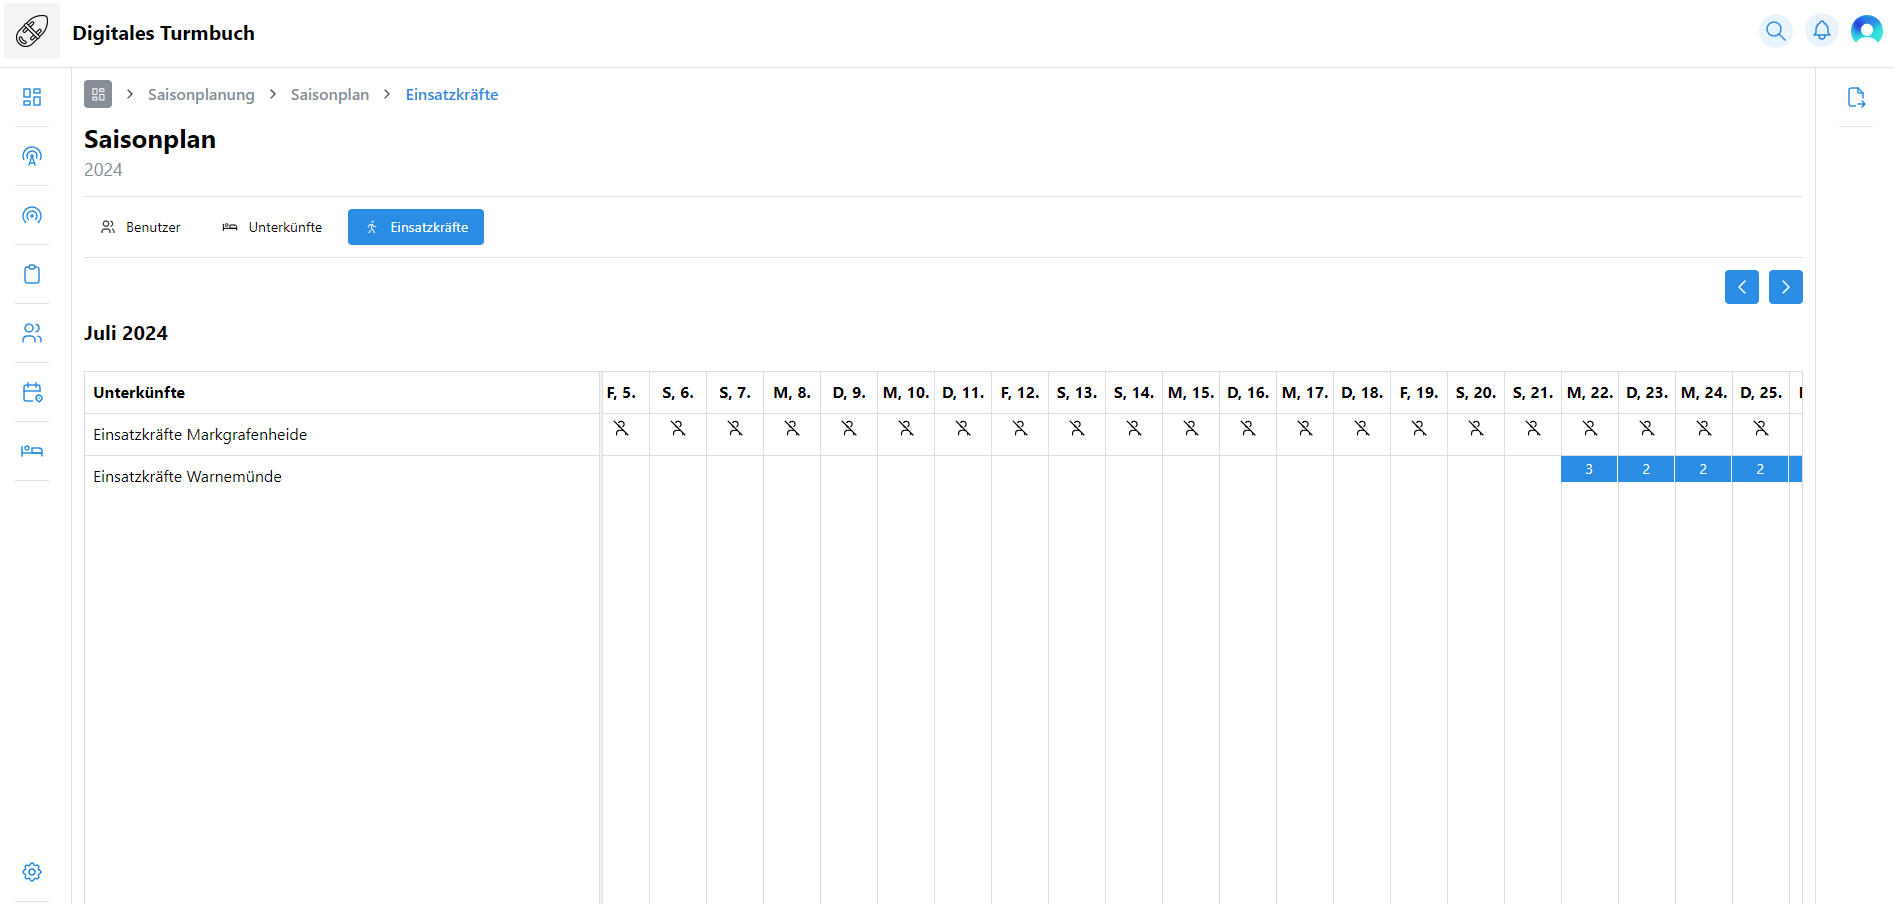 Digitales Turmbuch
Saisonplanung > Saisonplan > Einsatzkräfte
Saisonplan
2024
Benutzer Unterkünfte Einsatzkräfte
Juli 2024
Unterkünfte F, 5. S, 6. S, 7. M, 8. D, 9. M, 10. D, 11. F, 12. S, 13. S, 14. M, 15. D, 16. M, 17. D, 18. F, 19. S, 20. S, 21. M, 22. D, 23. M, 24. D, 25.
Einsatzkräfte Markgrafenheide
Einsatzkräfte Warnemünde 3 2 2 2